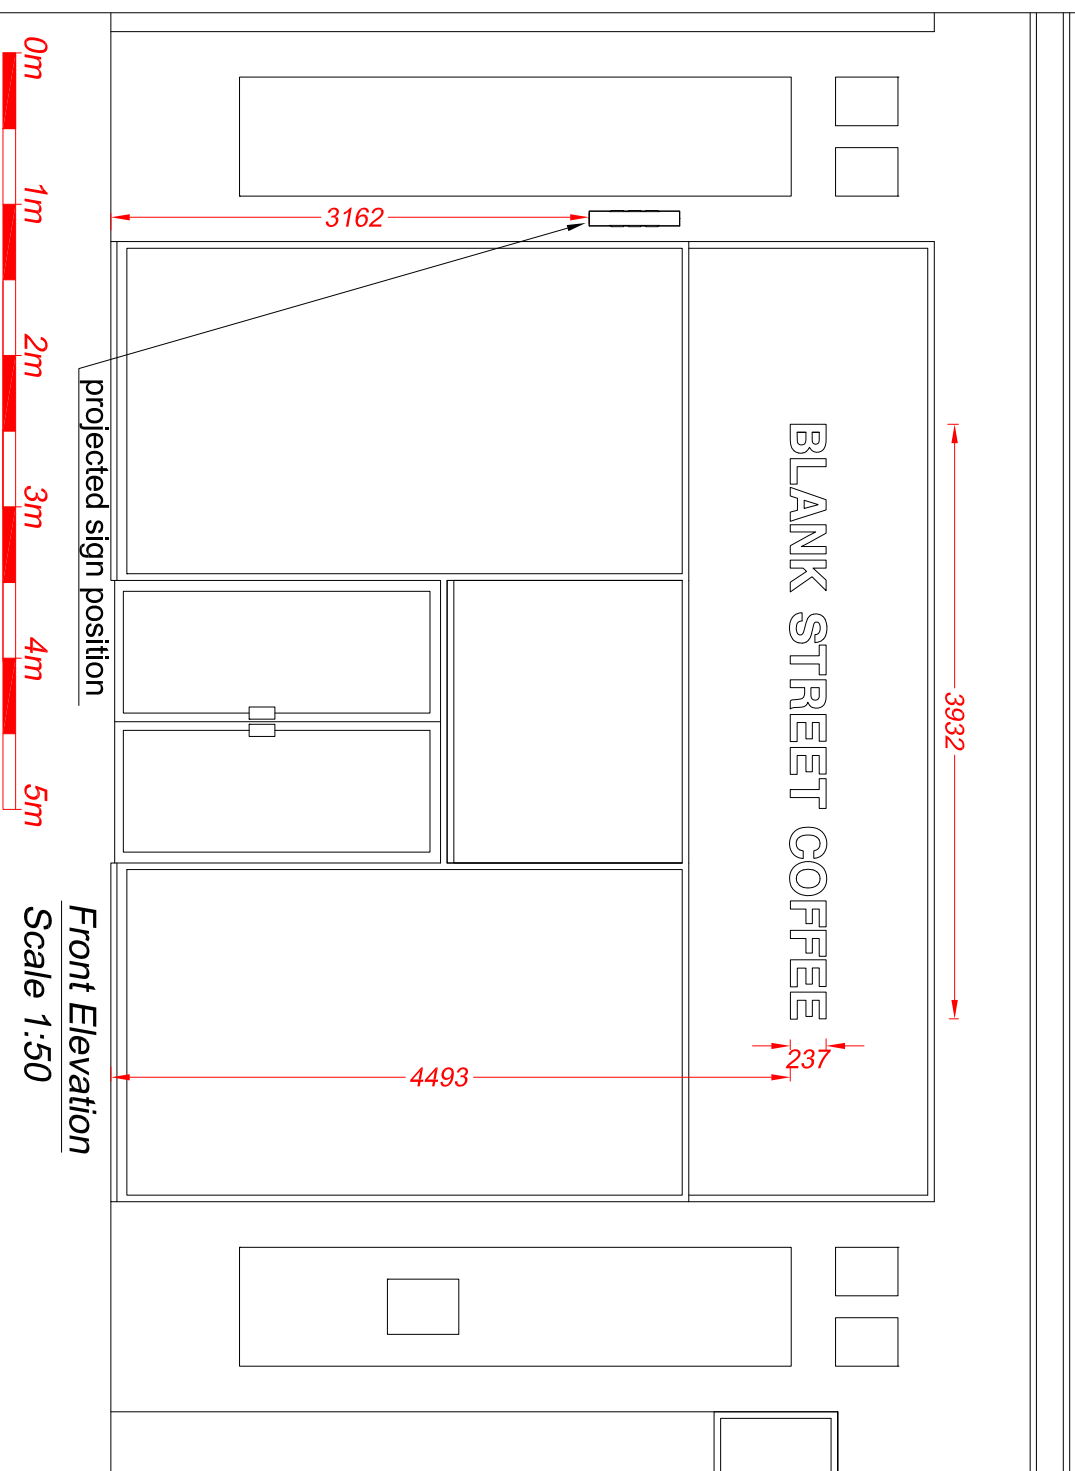 3932
BLANK STREET COFFEE
237
3162
4493
projected sign position
Front Elevation
Scale 1:50
0m 1m 2m 3m 4m 5m